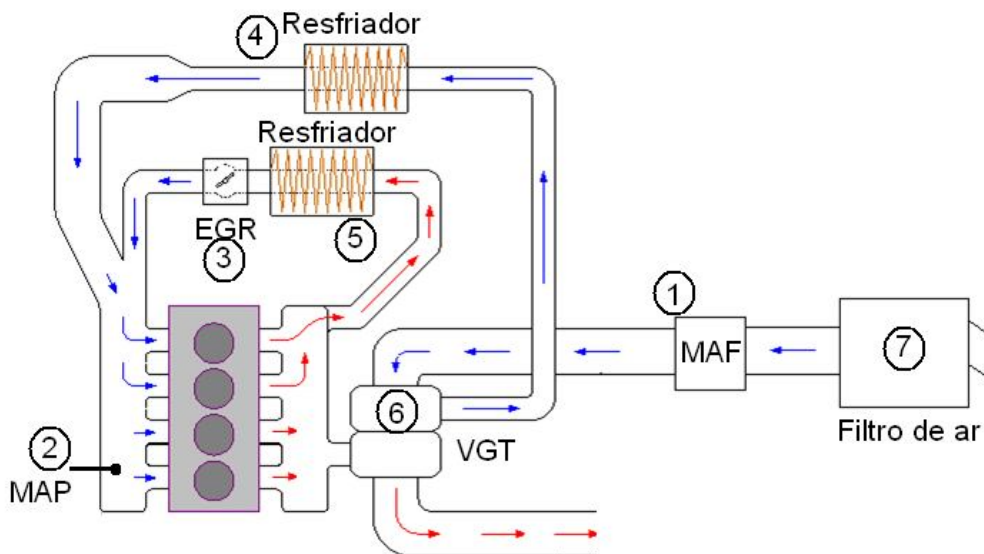 4
Resfriador
Resfriador
EGR
3
5
1
MAF
7
6
VGT
Filtro de ar
2
MAP